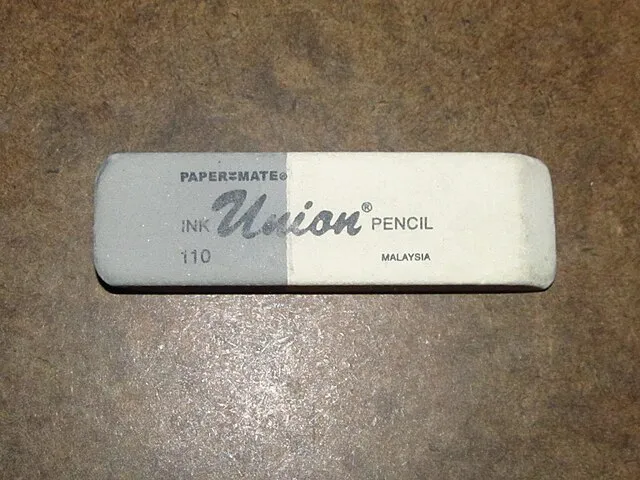 PAPER MATE®
INK Union® PENCIL
110 MALAYSIA